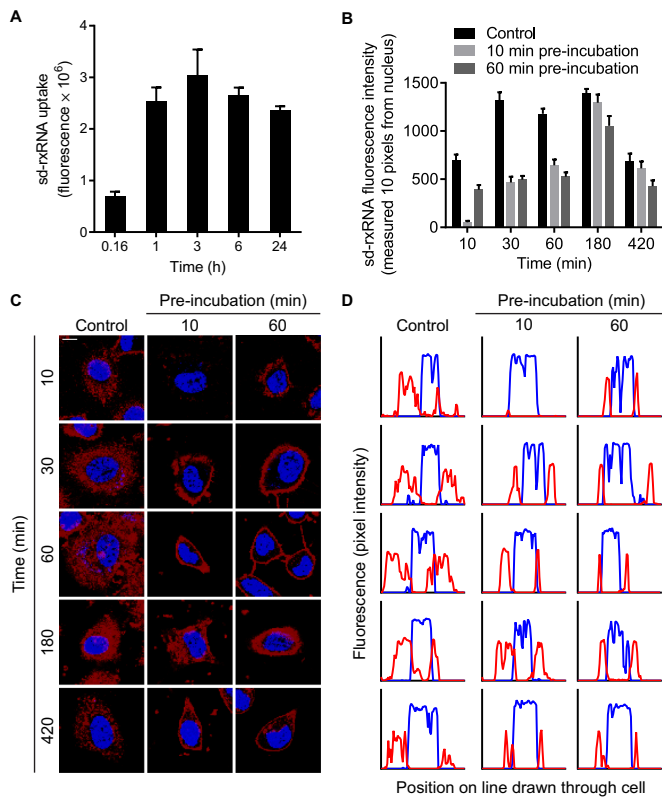 A
sd-rxRNA uptake
(fluorescence × 10⁶)
4
3
2
1
0
0.16
1
3
6
24
Time (h)
B
Control
10 min pre-incubation
60 min pre-incubation
sd-rxRNA fluorescence intensity
(measured 10 pixels from nucleus)
1500
1000
500
0
10
30
60
180
420
Time (min)
C
Pre-incubation (min)
Control
10
60
Time (min)
10
30
60
180
420
D
Pre-incubation (min)
Control
10
60
Fluorescence (pixel intensity)
Position on line drawn through cell